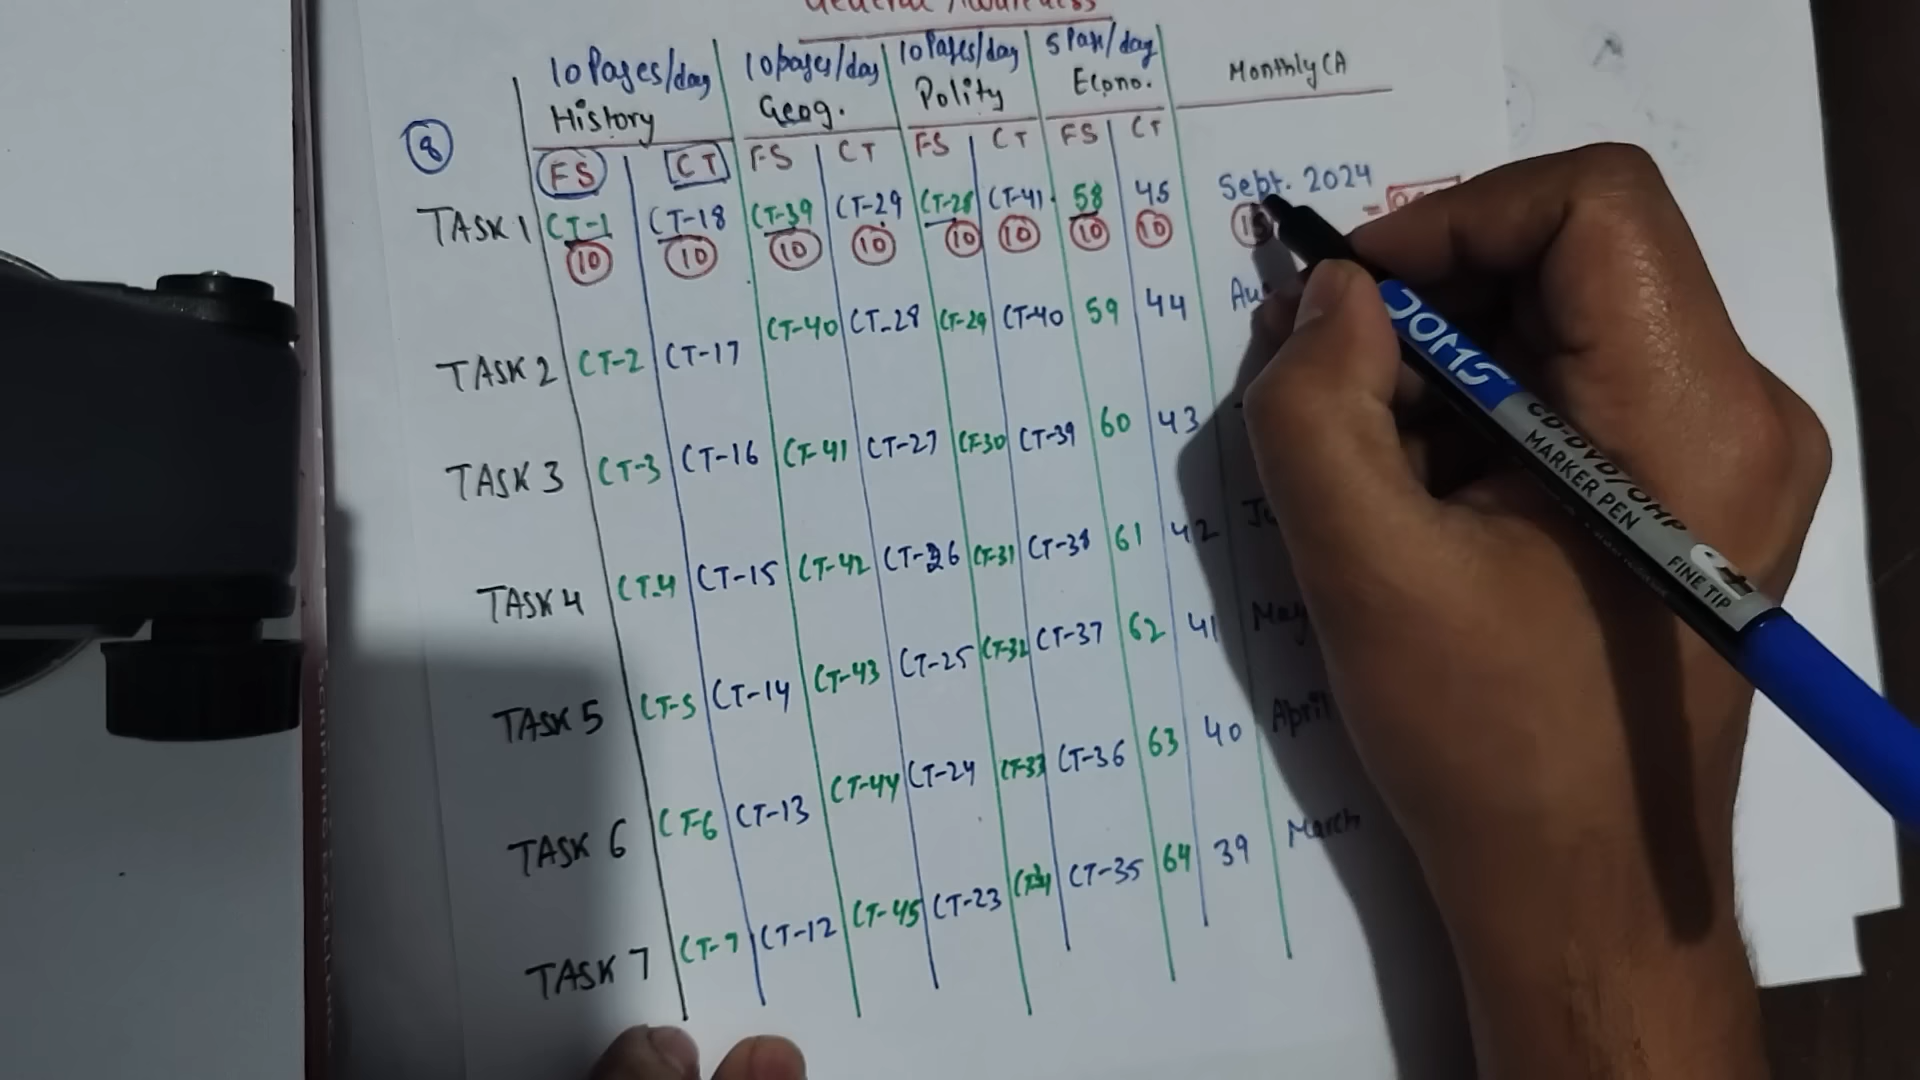 General Awareness
10 Pages/day 10 pages/day 10 Pages/day 5 Page/day
History Geog. Polity Econo. Monthly CA
8
FS CT FS CT FS CT FS CT
TASK 1 CT-1 CT-18 CT-39 CT-29 CT-28 CT-41 58 45 Sept. 2024
10 10 10 10 10 10 10 10
TASK 2 CT-2 CT-17 CT-40 CT-28 CT-29 CT-40 59 44
TASK 3 CT-3 CT-16 CT-41 CT-27 CT-30 CT-39 60 43
TASK 4 CT-4 CT-15 CT-42 CT-26 CT-31 CT-38 61 42
TASK 5 CT-5 CT-14 CT-43 CT-25 CT-32 CT-37 62 41 May
TASK 6 CT-6 CT-13 CT-44 CT-24 CT-33 CT-36 63 40 April
TASK 7 CT-7 CT-12 CT-45 CT-23 CT-34 CT-35 64 39 March
DOMS
CD/DVD/OHP
MARKER PEN
FINE TIP